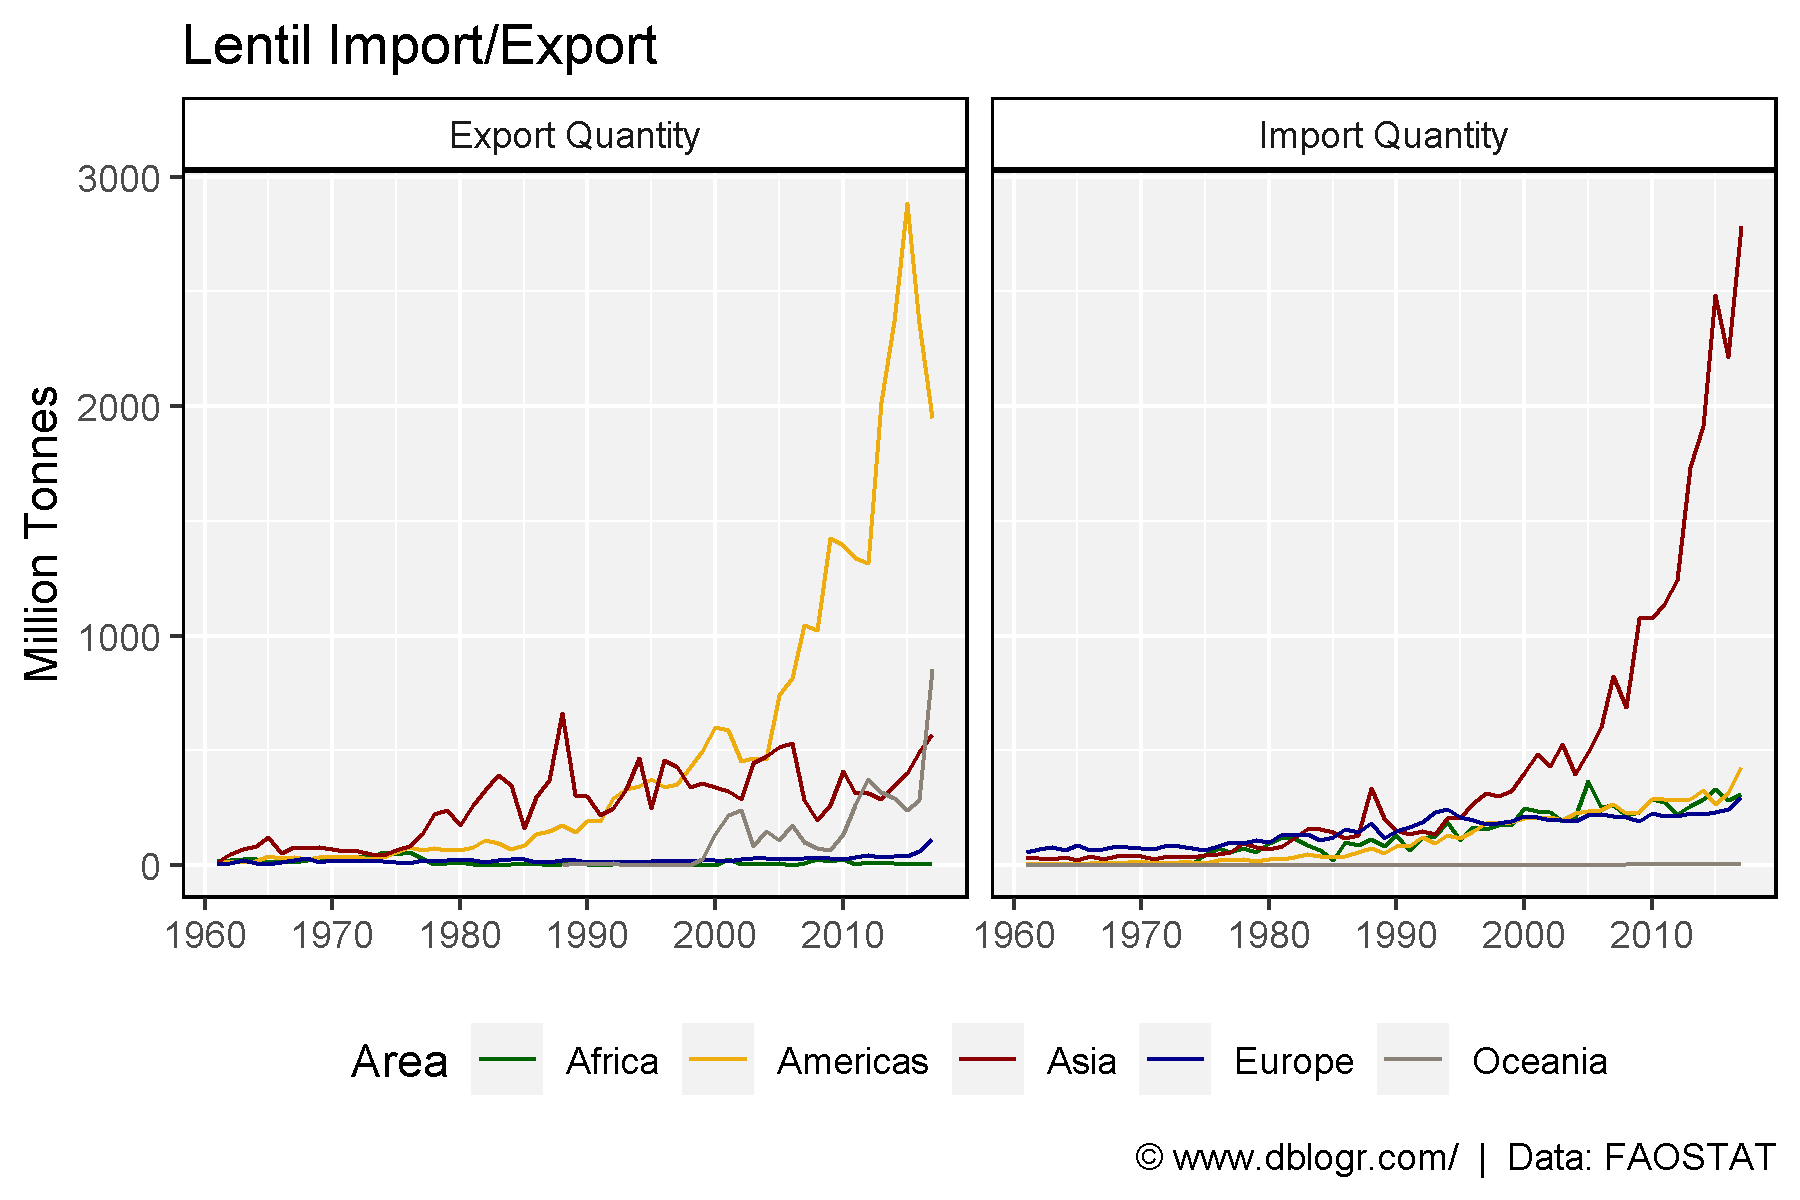 Lentil Import/Export
Export Quantity
Import Quantity
Million Tonnes
3000
2000
1000
0
1960 1970 1980 1990 2000 2010
1960 1970 1980 1990 2000 2010
Area Africa Americas Asia Europe Oceania
© www.dblogr.com/ | Data: FAOSTAT